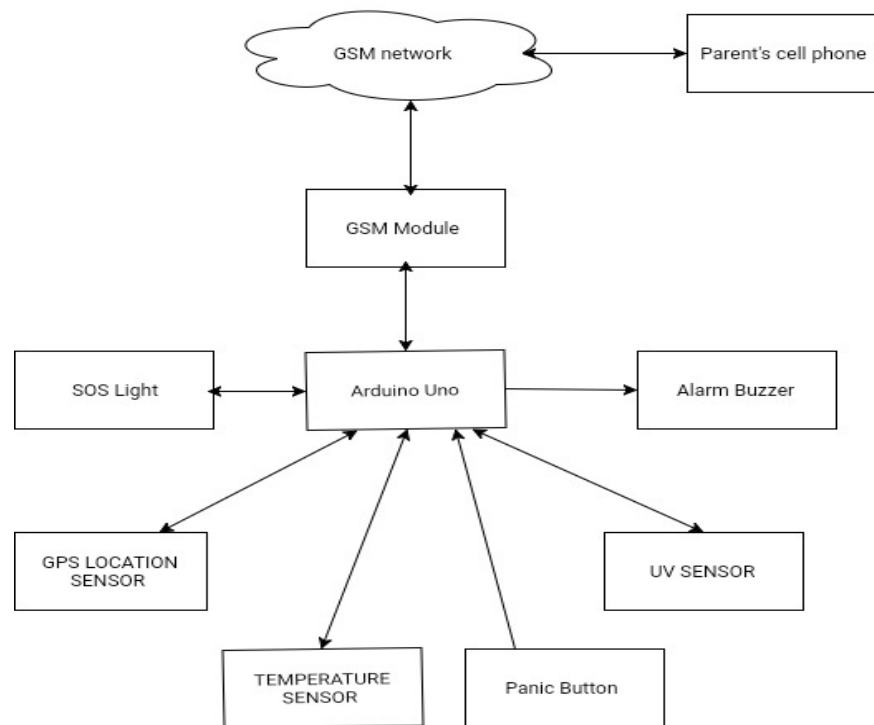 GSM network
Parent's cell phone
GSM Module
SOS Light
Arduino Uno
Alarm Buzzer
GPS LOCATION
SENSOR
UV SENSOR
TEMPERATURE
SENSOR
Panic Button